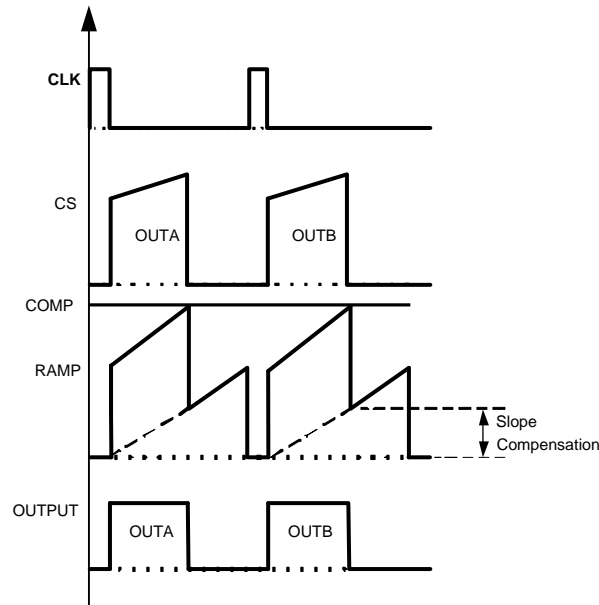 CLK
CS
OUTA
OUTB
COMP
RAMP
Slope
Compensation
OUTPUT
OUTA
OUTB